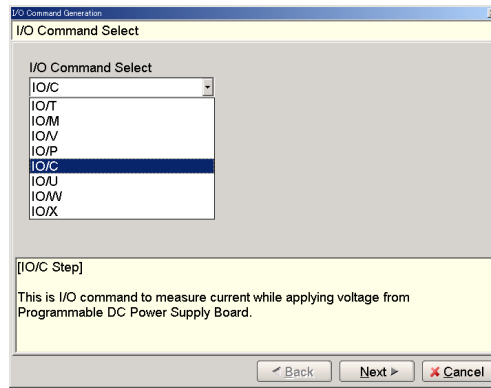 I/O Command Generation
I/O Command Select
I/O Command Select
IO/C
IO/T
IO/M
IO/V
IO/P
IO/C
IO/U
IO/W
IO/X
[IO/C Step]
This is I/O command to measure current while applying voltage from
Programmable DC Power Supply Board.
Back Next Cancel